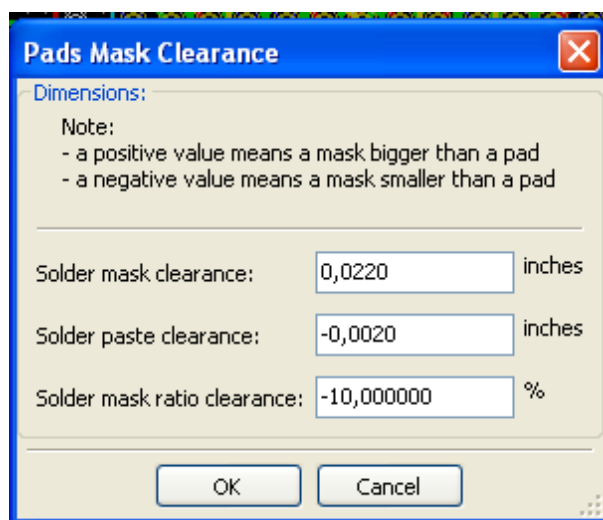 Pads Mask Clearance
Dimensions:
Note:
- a positive value means a mask bigger than a pad
- a negative value means a mask smaller than a pad
Solder mask clearance: 0,0220 inches
Solder paste clearance: -0,0020 inches
Solder mask ratio clearance: -10,000000 %
OK Cancel